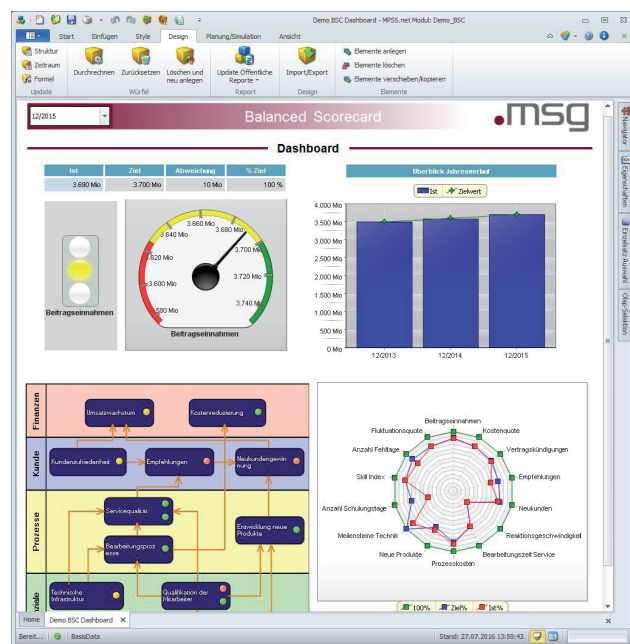 Demo BSC Dashboard - MPSS.net Modul: Demo_BSC
Start Einfügen Style Design Planung/Simulation Ansicht
Struktur
Zeitraum
Formel
Update
Durchrechnen Zurücksetzen Löschen und neu anlegen
Würfel
Update Öffentliche Reporte
Report
Import/Export
Design
Elemente anlegen
Elemente löschen
Elemente verschieben/kopieren
Elemente
12/2015
Balanced Scorecard
.msg
Dashboard
Ist Ziel Abweichung % Ziel
3.690 Mio 3.700 Mio 10 Mio 100 %
Beitragseinnahmen
580 Mio
3.600 Mio
3.620 Mio
3.640 Mio
3.660 Mio
3.680 Mio
3.700 Mio
3.720 Mio
3.740 Mio
Beitragseinnahmen
Überblick Jahresverlauf
Ist Zielwert
4.000 Mio
3.500 Mio
3.000 Mio
2.500 Mio
2.000 Mio
1.500 Mio
1.000 Mio
500 Mio
0 Mio
12/2013 12/2014 12/2015
Navigator
Eigenschaften
Einzelsatz Auswahl
Olap-Selektion
Finanzen
Umsatzwachstum
Kostenreduzierung
Kunde
Kundenzufriedenheit
Empfehlungen
Neukundengewin
nung
Prozesse
Servicequalität
Bearbeitungsproz
esse
Entwicklung neue
Produkte
ziale
Technische
Infrastruktur
Qualifikation der
Mitarbeiter
Beitragseinnahmen
Kostenquote
Vertragskündigungen
Empfehlungen
Neukunden
Reaktionsgeschwindigkeit
Bearbeitungszeit Service
Prozesskosten
Neue Produkte
Meilensteine Technik
Anzahl Schulungstage
Skill Index
Anzahl Fehltage
Fluktuationsquote
100% Ziel% Ist%
Home Demo BSC Dashboard
Bereit... BasisData
Stand: 27.07.2016 13:59:43